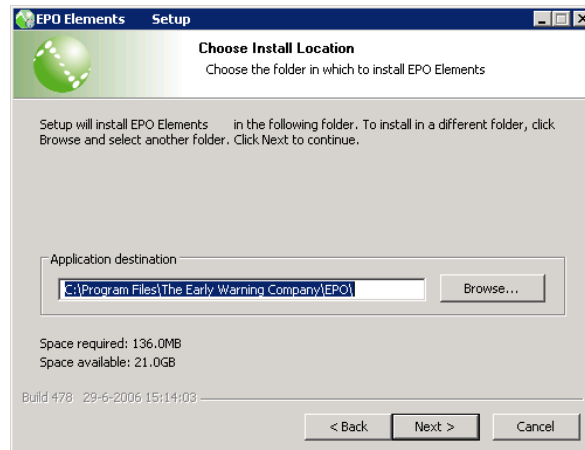 EPO Elements Setup
Choose Install Location
Choose the folder in which to install EPO Elements
Setup will install EPO Elements in the following folder. To install in a different folder, click
Browse and select another folder. Click Next to continue.
Application destination
C:\Program Files\The Early Warning Company\EPO\
Browse...
Space required: 136.0MB
Space available: 21.0GB
Build 478 29-6-2006 15:14:03
< Back Next > Cancel